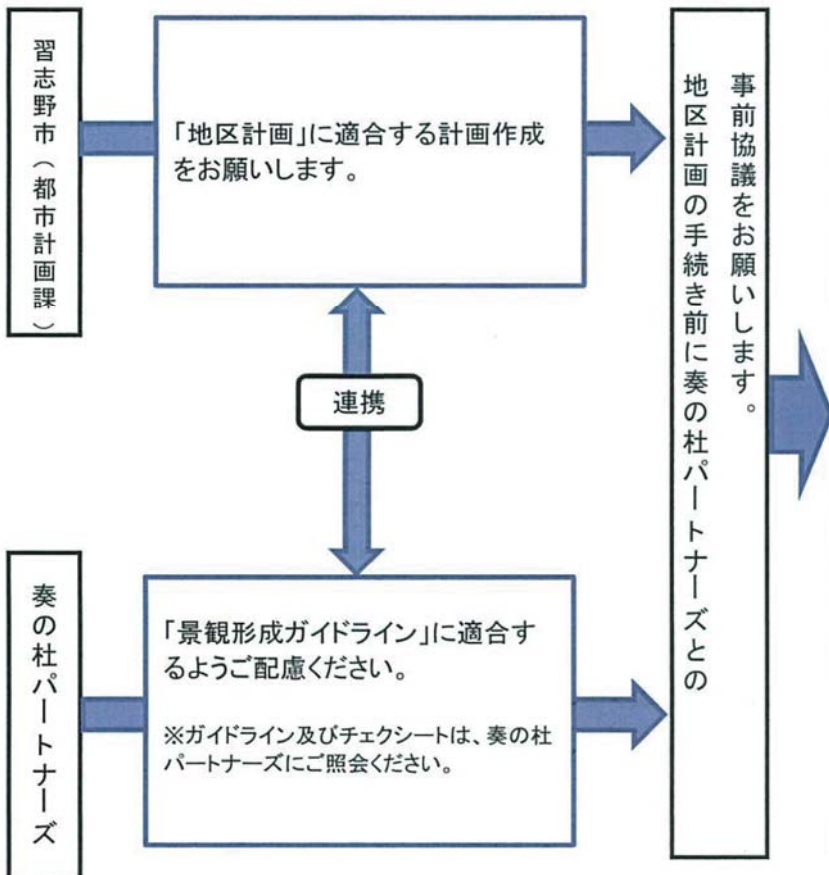 習志野市（都市計画課）
「地区計画」に適合する計画作成
をお願いします。
連携
奏の杜パートナーズ
「景観形成ガイドライン」に適合す
るようご配慮ください。
※ガイドライン及びチェクシートは、奏の杜
パートナーズにご照会ください。
地区計画の手続き前に奏の杜パートナーズとの
事前協議をお願いします。